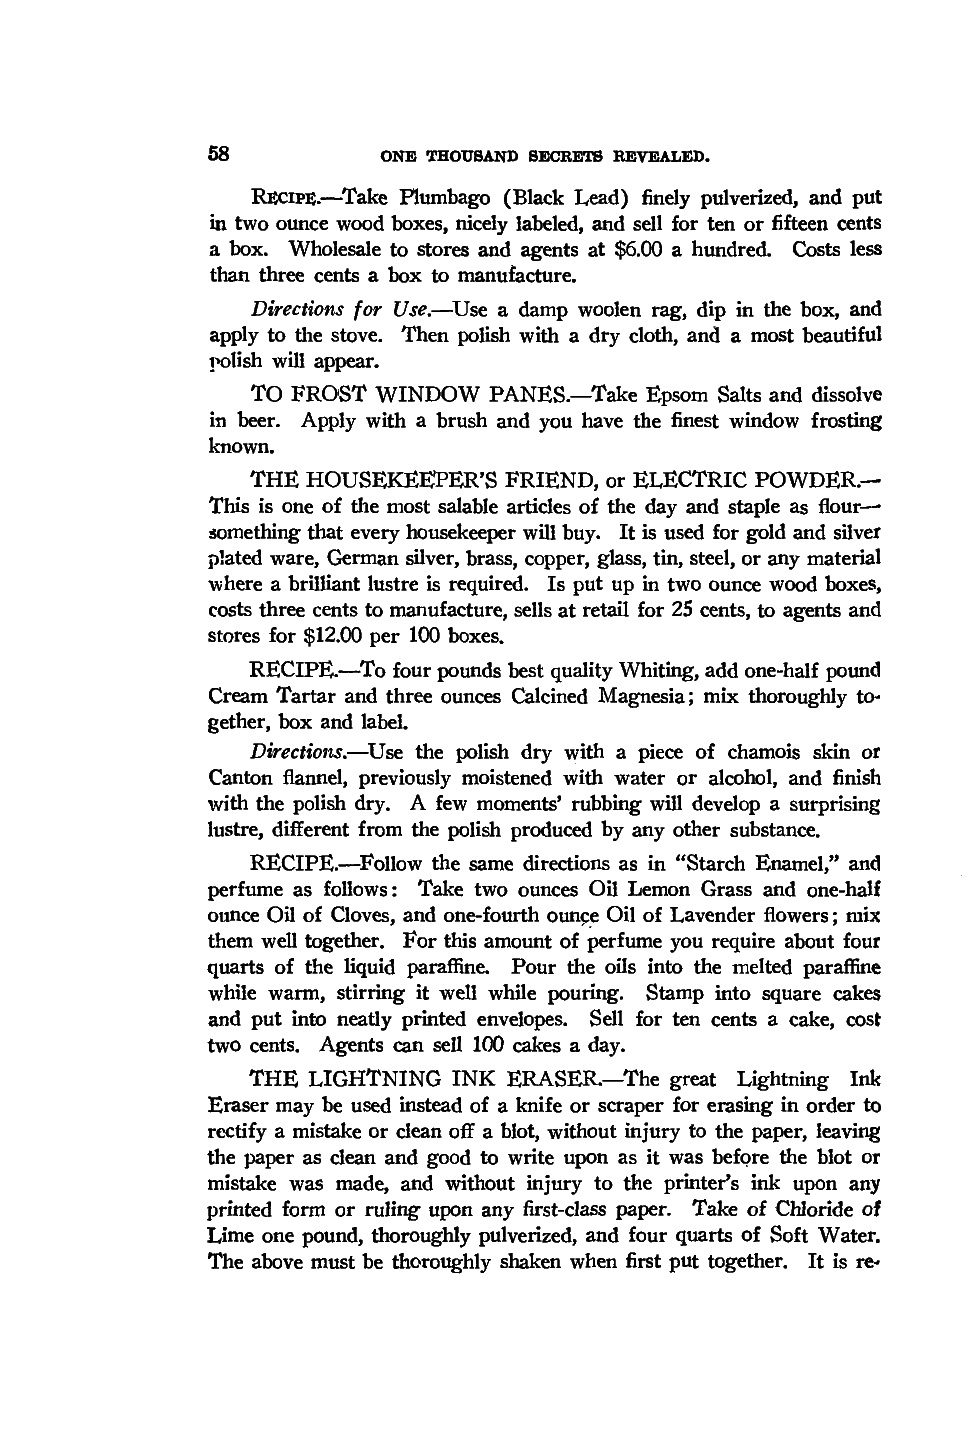 58 ONE THOUSAND SECRETS REVEALED.
RECIPE.—Take Plumbago (Black Lead) finely pulverized, and put
in two ounce wood boxes, nicely labeled, and sell for ten or fifteen cents
a box. Wholesale to stores and agents at $6.00 a hundred. Costs less
than three cents a box to manufacture.
Directions for Use.—Use a damp woolen rag, dip in the box, and
apply to the stove. Then polish with a dry cloth, and a most beautiful
polish will appear.
TO FROST WINDOW PANES.—Take Epsom Salts and dissolve
in beer. Apply with a brush and you have the finest window frosting
known.
THE HOUSEKEEPER'S FRIEND, or ELECTRIC POWDER.—
This is one of the most salable articles of the day and staple as flour—
something that every housekeeper will buy. It is used for gold and silver
plated ware, German silver, brass, copper, glass, tin, steel, or any material
where a brilliant lustre is required. Is put up in two ounce wood boxes,
costs three cents to manufacture, sells at retail for 25 cents, to agents and
stores for $12.00 per 100 boxes.
RECIPE.—To four pounds best quality Whiting, add one-half pound
Cream Tartar and three ounces Calcined Magnesia; mix thoroughly to-
gether, box and label.
Directions.—Use the polish dry with a piece of chamois skin or
Canton flannel, previously moistened with water or alcohol, and finish
with the polish dry. A few moments' rubbing will develop a surprising
lustre, different from the polish produced by any other substance.
RECIPE.—Follow the same directions as in "Starch Enamel," and
perfume as follows: Take two ounces Oil Lemon Grass and one-half
ounce Oil of Cloves, and one-fourth ounce Oil of Lavender flowers; mix
them well together. For this amount of perfume you require about four
quarts of the liquid paraffine. Pour the oils into the melted paraffine
while warm, stirring it well while pouring. Stamp into square cakes
and put into neatly printed envelopes. Sell for ten cents a cake, cost
two cents. Agents can sell 100 cakes a day.
THE LIGHTNING INK ERASER.—The great Lightning Ink
Eraser may be used instead of a knife or scraper for erasing in order to
rectify a mistake or clean off a blot, without injury to the paper, leaving
the paper as clean and good to write upon as it was before the blot or
mistake was made, and without injury to the printer's ink upon any
printed form or ruling upon any first-class paper. Take of Chloride of
Lime one pound, thoroughly pulverized, and four quarts of Soft Water.
The above must be thoroughly shaken when first put together. It is re-